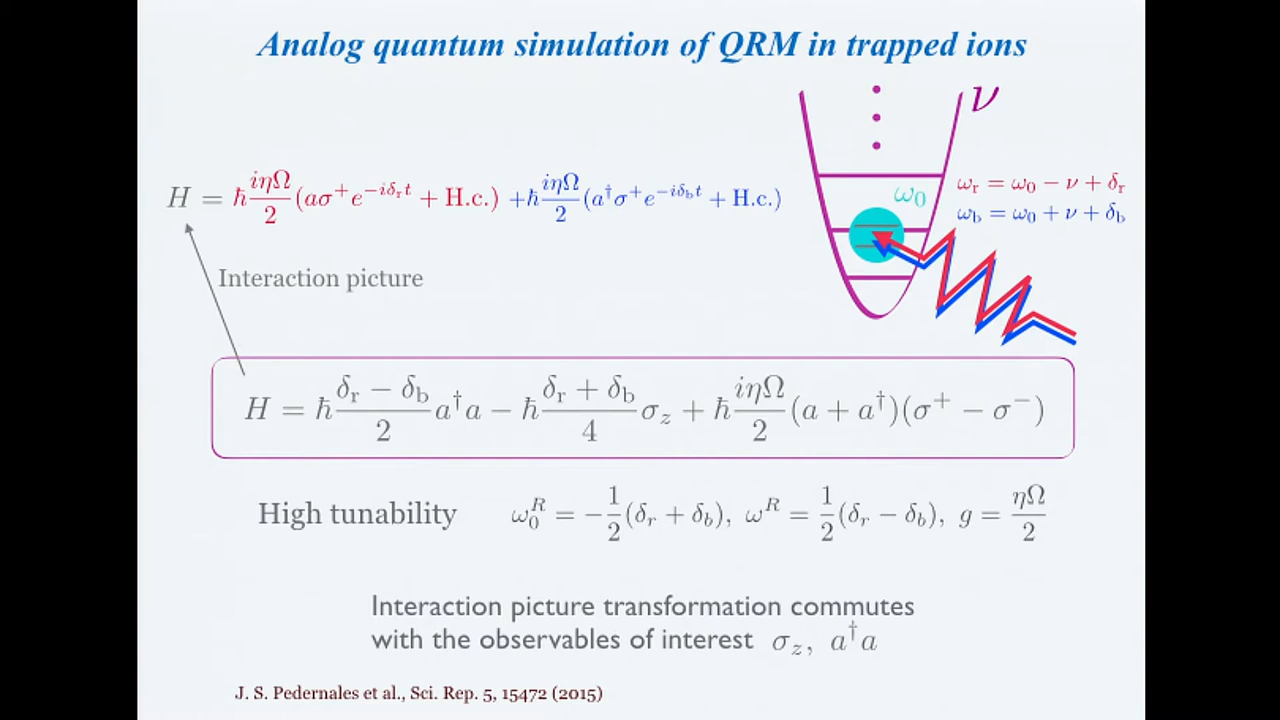 Analog quantum simulation of QRM in trapped ions
ν
H = ħ iηΩ/2 (aσ⁺e^{-iδ_r t} + H.c.) + ħ iηΩ/2 (a†σ⁺e^{-iδ_b t} + H.c.)
ω₀
ω_r = ω₀ − ν + δ_r
ω_b = ω₀ + ν + δ_b
Interaction picture
H = ħ (δ_r − δ_b)/2 a†a − ħ (δ_r + δ_b)/4 σ_z + ħ iηΩ/2 (a + a†)(σ⁺ − σ⁻)
High tunability ω₀^R = −1/2 (δ_r + δ_b), ω^R = 1/2 (δ_r − δ_b), g = ηΩ/2
Interaction picture transformation commutes
with the observables of interest σ_z, a†a
J. S. Pedernales et al., Sci. Rep. 5, 15472 (2015)